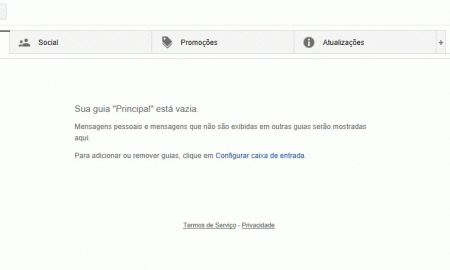 Social Promoções Atualizações +
Sua guia "Principal" está vazia.
Mensagens pessoais e mensagens que não são exibidas em outras guias serão mostradas
aqui.
Para adicionar ou remover guias, clique em Configurar caixa de entrada.
Termos de Serviço - Privacidade